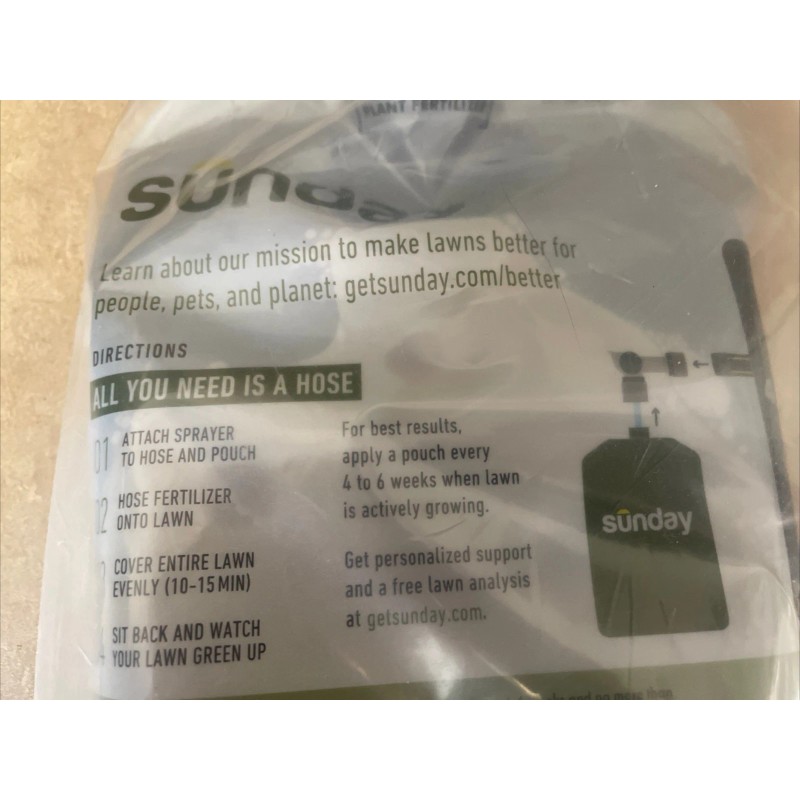 PLANT FERTILIZER
sunday
Learn about our mission to make lawns better for
people, pets, and planet: getsunday.com/better
DIRECTIONS
ALL YOU NEED IS A HOSE
01 ATTACH SPRAYER
TO HOSE AND POUCH
02 HOSE FERTILIZER
ONTO LAWN
COVER ENTIRE LAWN
EVENLY (10-15 MIN)
SIT BACK AND WATCH
YOUR LAWN GREEN UP
For best results,
apply a pouch every
4 to 6 weeks when lawn
is actively growing.
Get personalized support
and a free lawn analysis
at getsunday.com.
sunday
and no more than